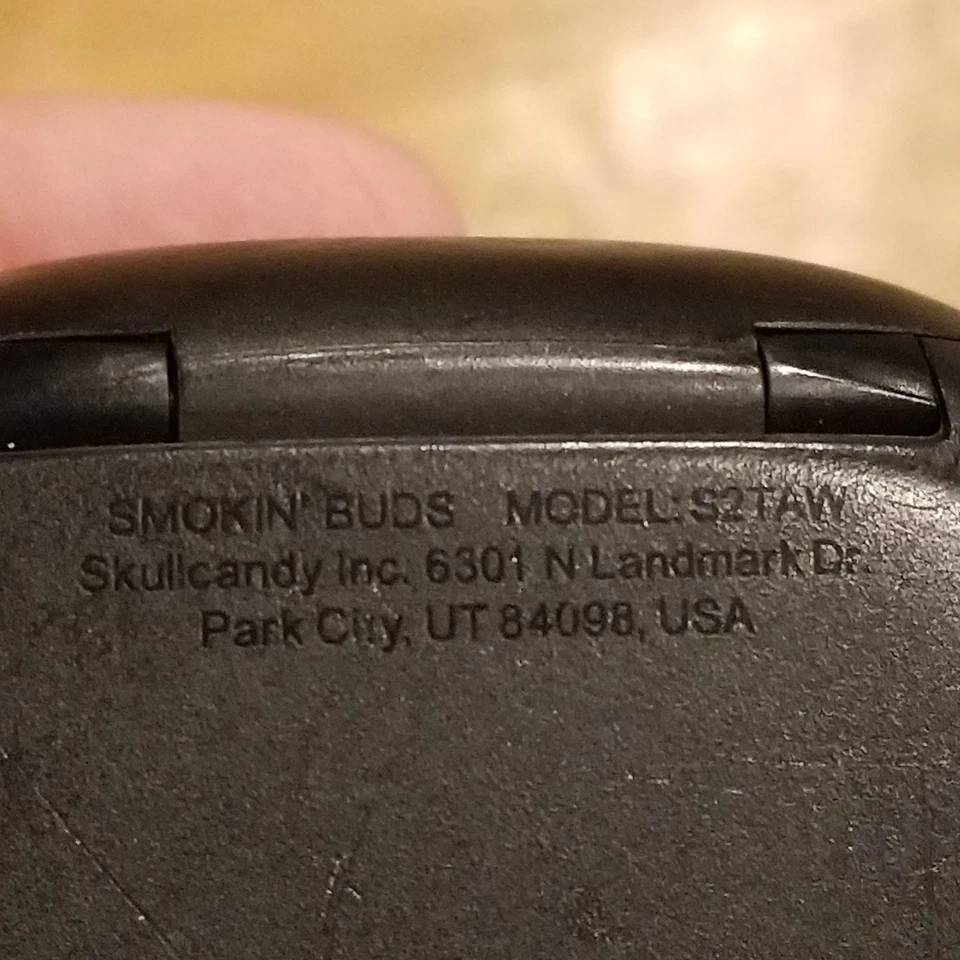 SMOKIN' BUDS MODEL: S2TAW
Skullcandy Inc. 6301 N Landmark Dr.
Park City, UT 84098, USA